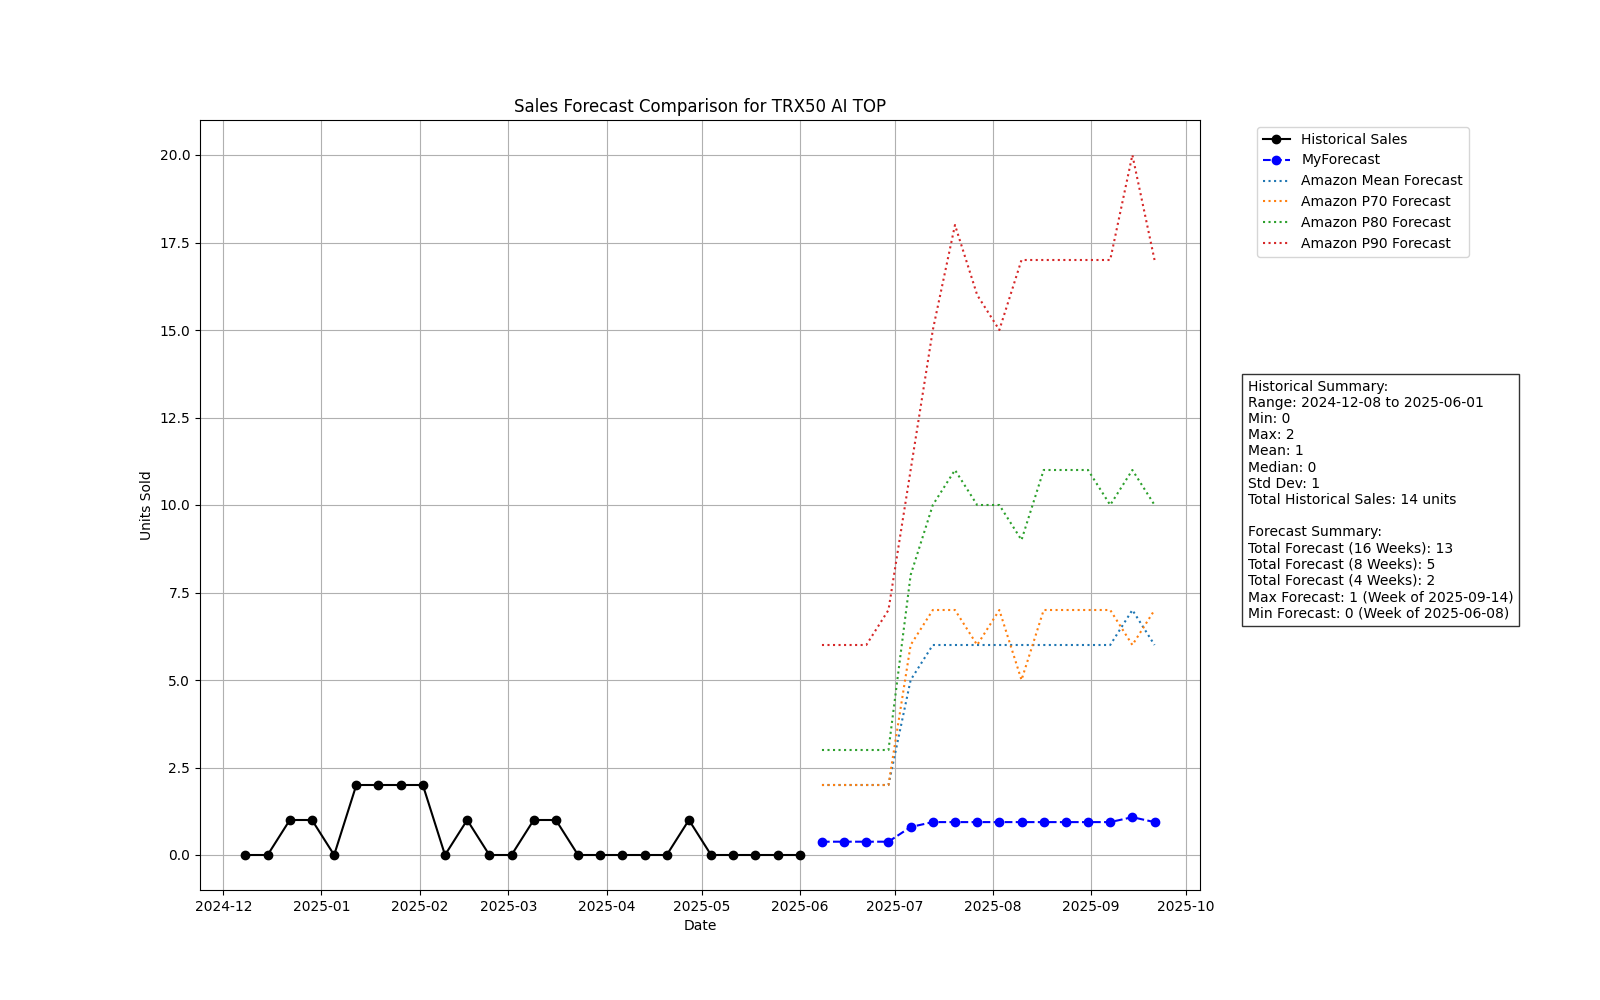 Sales Forecast Comparison for TRX50 AI TOP
Historical Sales
MyForecast
Amazon Mean Forecast
Amazon P70 Forecast
Amazon P80 Forecast
Amazon P90 Forecast
20.0
17.5
15.0
12.5
10.0
7.5
5.0
2.5
0.0
Units Sold
Historical Summary:
Range: 2024-12-08 to 2025-06-01
Min: 0
Max: 2
Mean: 1
Median: 0
Std Dev: 1
Total Historical Sales: 14 units
Forecast Summary:
Total Forecast (16 Weeks): 13
Total Forecast (8 Weeks): 5
Total Forecast (4 Weeks): 2
Max Forecast: 1 (Week of 2025-09-14)
Min Forecast: 0 (Week of 2025-06-08)
2024-12 2025-01 2025-02 2025-03 2025-04 2025-05 2025-06 2025-07 2025-08 2025-09 2025-10
Date